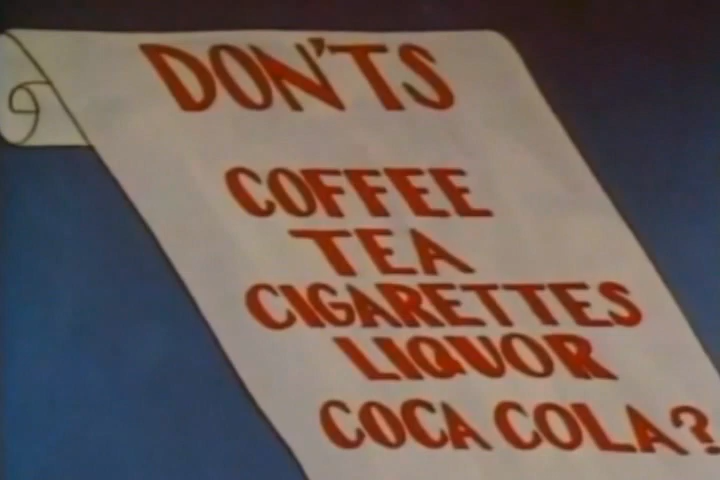 DON'TS
COFFEE
TEA
CIGARETTES
LIQUOR
COCA COLA?